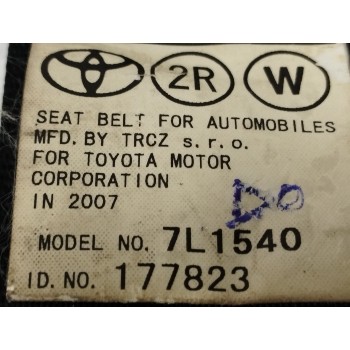 2R W
SEAT BELT FOR AUTOMOBILES
MFD. BY TRCZ s.r.o.
FOR TOYOTA MOTOR
CORPORATION
IN 2007
MODEL NO. 7L1540
ID. NO. 177823